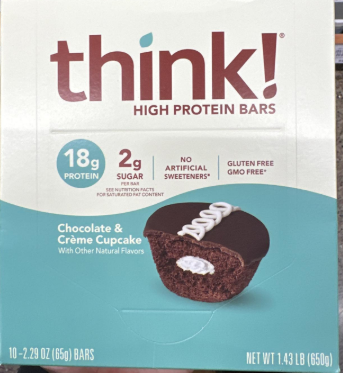 think!®
HIGH PROTEIN BARS
18g
PROTEIN
2g
SUGAR
PER BAR
SEE NUTRITION FACTS
FOR SATURATED FAT CONTENT
NO
ARTIFICIAL
SWEETENERS*
GLUTEN FREE
GMO FREE*
Chocolate &
Crème Cupcake
With Other Natural Flavors
10-2.29 OZ (65g) BARS
NET WT 1.43 LB (650g)